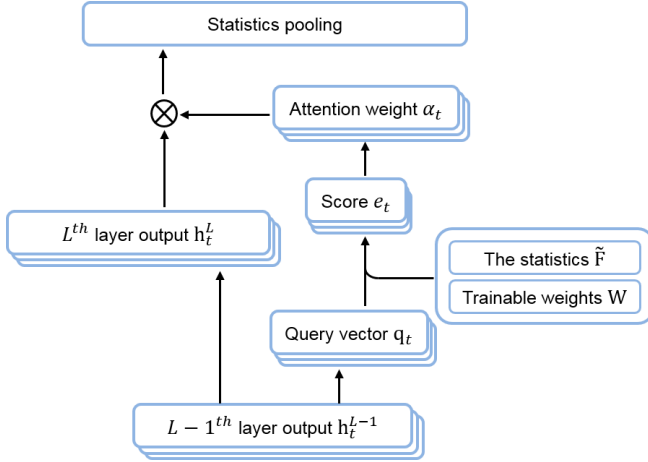 Statistics pooling
Attention weight αₜ
Score eₜ
Lᵗʰ layer output hₜᴸ
The statistics F̃
Trainable weights W
Query vector qₜ
L − 1ᵗʰ layer output hₜᴸ⁻¹